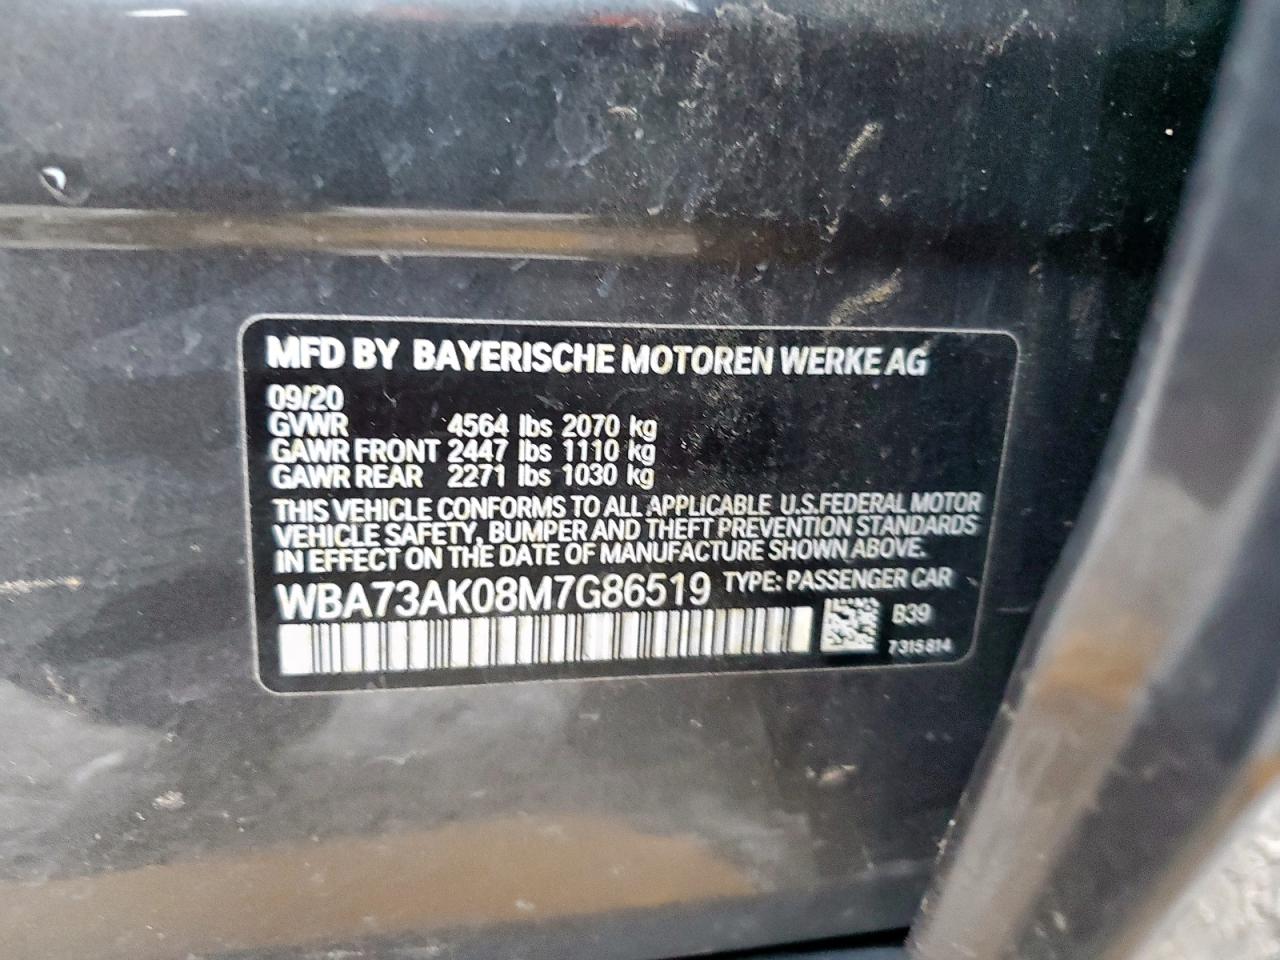 MFD BY BAYERISCHE MOTOREN WERKE AG
09/20
GVWR 4564 lbs 2070 kg
GAWR FRONT 2447 lbs 1110 kg
GAWR REAR 2271 lbs 1030 kg
THIS VEHICLE CONFORMS TO ALL APPLICABLE U.S.FEDERAL MOTOR
VEHICLE SAFETY, BUMPER AND THEFT PREVENTION STANDARDS
IN EFFECT ON THE DATE OF MANUFACTURE SHOWN ABOVE.
WBA73AK08M7G86519 TYPE: PASSENGER CAR
B39
7315814